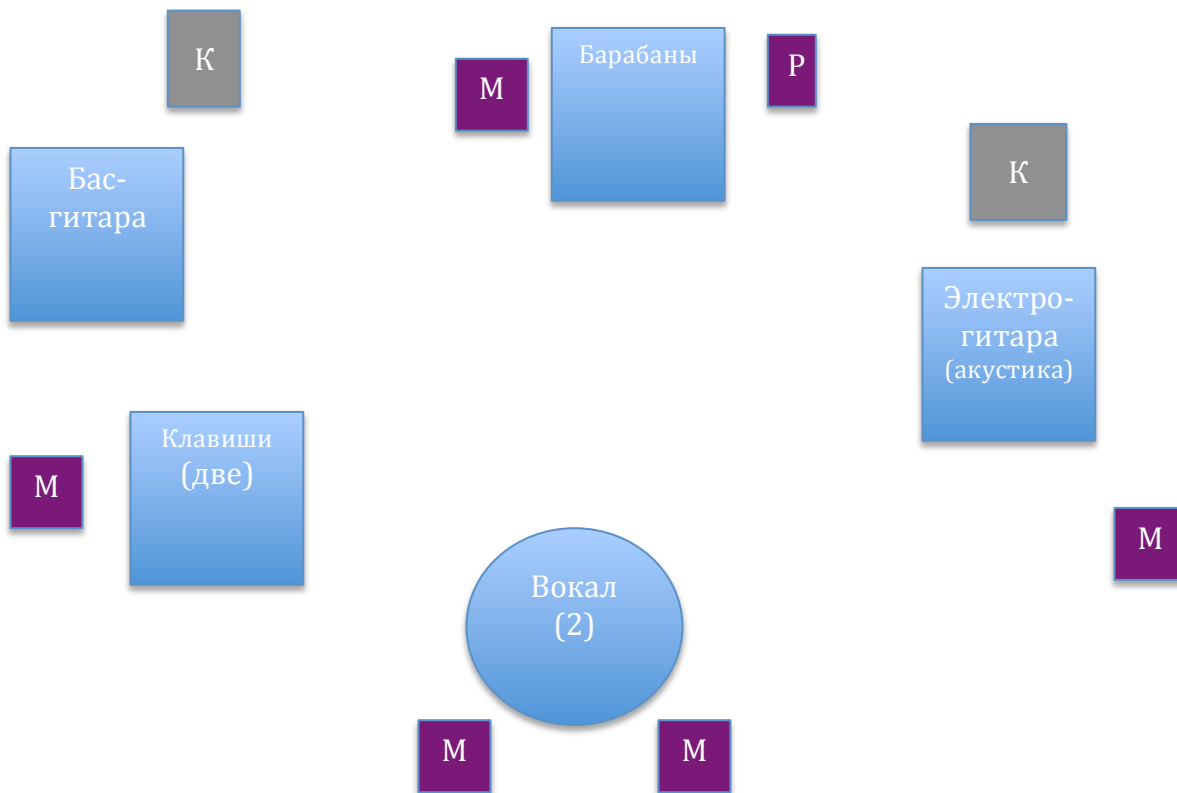 К
М
Барабаны
Р
К
Бас-
гитара
Электро-
гитара
(акустика)
Клавиши
(две)
М
М
Вокал
(2)
М
М